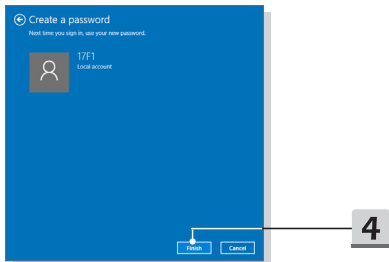 Create a password
Next time you sign in, use your new password.
17F1
Local account
Finish
Cancel
4